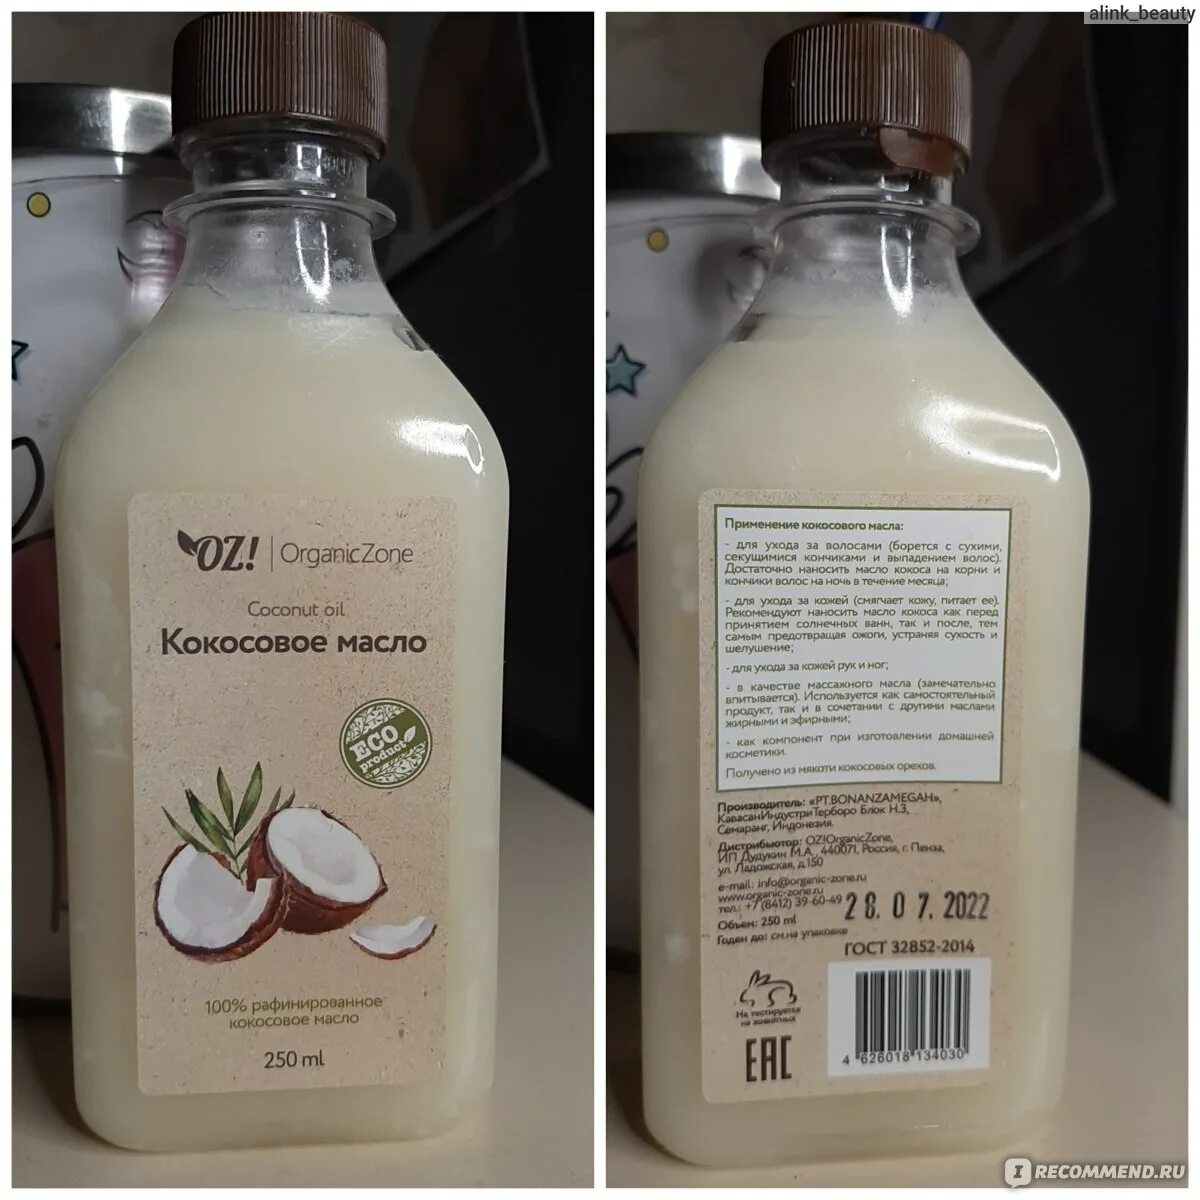 alink_beauty
OZ! | OrganicZone
Coconut oil
Кокосовое масло
ECO
product
100% рафинированное
кокосовое масло
250 ml
Применение кокосового масла:
- для ухода за волосами (борется с сухими,
секущимися кончиками и выпадением волос).
Достаточно наносить масло кокоса на корни и
кончики волос на ночь в течение месяца;
- для ухода за кожей (смягчает кожу, питает ее).
Рекомендуют наносить масло кокоса как перед
принятием солнечных ванн, так и после, тем
самым предотвращая ожоги, устраняя сухость и
шелушение;
- для ухода за кожей рук и ног;
- в качестве массажного масла (замечательно
впитывается). Используется как самостоятельный
продукт, так и в сочетании с другими маслами
жирными и эфирными;
- как компонент при изготовлении домашней
косметики.
Получено из мякоти кокосовых орехов.
Производитель: «PT.BONANZAMEGAH»,
КавасанИндустриТерборо Блок Н.3,
Семаранг, Индонезия.
Дистрибьютор: OZ!OrganicZone,
ИП Дудукин М.А., 440071, Россия, г. Пенза,
ул. Ладожская, д.150
e-mail: info@organic-zone.ru
www.organic-zone.ru
тел.: +7 (8412) 39-60-49
28.07.2022
Объем: 250 ml
Годен до: см.на упаковке
ГОСТ 32852-2014
Не тестируется
на животных
EAC
4 626018 134030
I RECOMMEND.RU